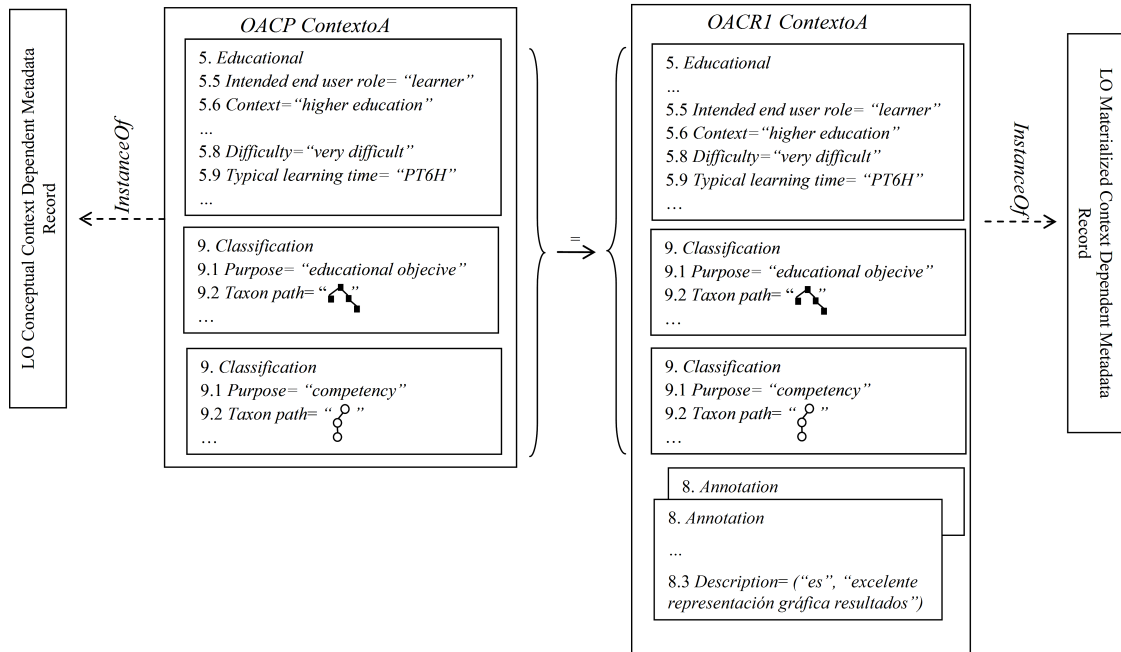 LO Conceptual Context Dependent Metadata
Record
InstanceOf
OACP ContextoA
5. Educational
5.5 Intended end user role= “learner”
5.6 Context=“higher education”
...
5.8 Difficulty=“very difficult”
5.9 Typical learning time= “PT6H”
...
9. Classification
9.1 Purpose= “educational objecive”
9.2 Taxon path= “ ”
…
9. Classification
9.1 Purpose= “competency”
9.2 Taxon path= “ ”
…
=
OACR1 ContextoA
5. Educational
...
5.5 Intended end user role= “learner”
5.6 Context=“higher education”
5.8 Difficulty=“very difficult”
5.9 Typical learning time= “PT6H”
…
9. Classification
9.1 Purpose= “educational objecive”
9.2 Taxon path= “ ”
…
9. Classification
9.1 Purpose= “competency”
9.2 Taxon path= “ ”
…
8. Annotation
8. Annotation
...
8.3 Description= (“es”, “excelente
representación gráfica resultados”)
InstanceOf
LO Materialized Context Dependent Metadata
Record